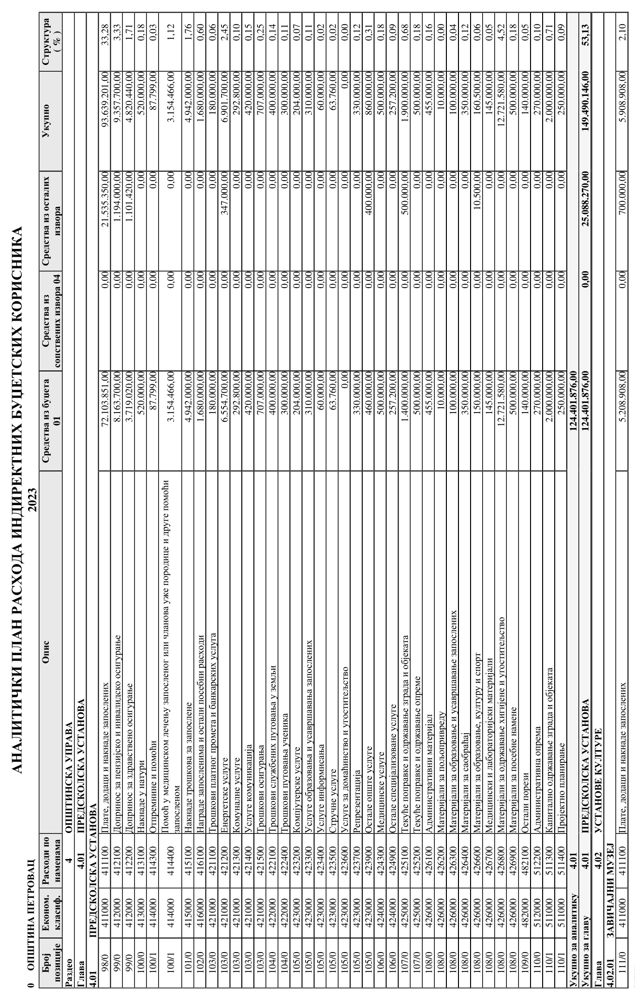 АНАЛИТИЧКИ ПЛАН РАСХОДА ИНДИРЕКТНИХ БУЏЕТСКИХ КОРИСНИКА
2023
0 ОПШТИНА ПЕТРОВАЦ
Број позиције Економ. класиф. Расходи по наменама Опис Средства из буџета 01 Средства из сопствених извора 04 Средства из осталих извора Укупно Структура ( % )
Раздео 4 ОПШТИНСКА УПРАВА
Глава 4.01 ПРЕДСКОЛСКА УСТАНОВА
4.01 ПРЕДСКОЛСКА УСТАНОВА
98/0 411000 411100 Плате, додаци и накнаде запослених 72.103.851,00 0,00 21.535.350,00 93.639.201,00 33,28
99/0 412000 412100 Допринос за пензијско и инвалидско осигурање 8.163.700,00 0,00 1.194.000,00 9.357.700,00 3,33
99/0 412000 412200 Допринос за здравствено осигурање 3.719.020,00 0,00 1.101.420,00 4.820.440,00 1,71
100/0 413000 413100 Накнаде у натури 520.000,00 0,00 0,00 520.000,00 0,18
100/1 414000 414300 Отпремнине и помоћи 87.799,00 0,00 0,00 87.799,00 0,03
100/1 414000 414400 Помоћ у медицинском лечењу запосленог или чланова уже породице и друге помоћи
запосленом 3.154.466,00 0,00 0,00 3.154.466,00 1,12
101/0 415000 415100 Накнаде трошкова за запослене 4.942.000,00 0,00 0,00 4.942.000,00 1,76
102/0 416000 416100 Награде запосленима и остали посебни расходи 1.680.000,00 0,00 0,00 1.680.000,00 0,60
103/0 421000 421100 Трошкови платног промета и банкарских услуга 180.000,00 0,00 0,00 180.000,00 0,06
103/0 421000 421200 Енергетске услуге 6.554.700,00 0,00 347.000,00 6.901.700,00 2,45
103/0 421000 421300 Комуналне услуге 292.800,00 0,00 0,00 292.800,00 0,10
103/0 421000 421400 Услуге комуникација 420.000,00 0,00 0,00 420.000,00 0,15
103/0 421000 421500 Трошкови осигурања 707.000,00 0,00 0,00 707.000,00 0,25
104/0 422000 422100 Трошкови службених путовања у земљи 400.000,00 0,00 0,00 400.000,00 0,14
104/0 422000 422400 Трошкови путовања ученика 300.000,00 0,00 0,00 300.000,00 0,11
105/0 423000 423200 Компјутерске услуге 204.000,00 0,00 0,00 204.000,00 0,07
105/0 423000 423300 Услуге образовања и усавршавања запослених 310.000,00 0,00 0,00 310.000,00 0,11
105/0 423000 423400 Услуге информисања 60.000,00 0,00 0,00 60.000,00 0,02
105/0 423000 423500 Стручне услуге 63.760,00 0,00 0,00 63.760,00 0,02
105/0 423000 423600 Услуге за домаћинство и угоститељство 0,00 0,00 0,00 0,00 0,00
105/0 423000 423700 Репрезентација 330.000,00 0,00 0,00 330.000,00 0,12
105/0 423000 423900 Остале опште услуге 460.000,00 0,00 400.000,00 860.000,00 0,31
106/0 424000 424300 Медицинске услуге 500.000,00 0,00 0,00 500.000,00 0,18
106/0 424000 424900 Остале специјализоване услуге 257.200,00 0,00 0,00 257.200,00 0,09
107/0 425000 425100 Текуће поправке и одржавање зграда и објеката 1.400.000,00 0,00 500.000,00 1.900.000,00 0,68
107/0 425000 425200 Текуће поправке и одржавање опреме 500.000,00 0,00 0,00 500.000,00 0,18
108/0 426000 426100 Административни материјал 455.000,00 0,00 0,00 455.000,00 0,16
108/0 426000 426200 Материјали за пољопривреду 10.000,00 0,00 0,00 10.000,00 0,00
108/0 426000 426300 Материјали за образовање и усавршавање запослених 100.000,00 0,00 0,00 100.000,00 0,04
108/0 426000 426400 Материјали за саобраћај 350.000,00 0,00 0,00 350.000,00 0,12
108/0 426000 426600 Материјали за образовање, културу и спорт 150.000,00 0,00 10.500,00 160.500,00 0,06
108/0 426000 426700 Медицински и лабораторијски материјали 145.000,00 0,00 0,00 145.000,00 0,05
108/0 426000 426800 Материјали за одржавање хигијене и угоститељство 12.721.580,00 0,00 0,00 12.721.580,00 4,52
108/0 426000 426900 Материјали за посебне намене 500.000,00 0,00 0,00 500.000,00 0,18
109/0 482000 482100 Остали порези 140.000,00 0,00 0,00 140.000,00 0,05
110/0 512000 512200 Административна опрема 270.000,00 0,00 0,00 270.000,00 0,10
110/1 511000 511300 Капитално одржавање зграда и објеката 2.000.000,00 0,00 0,00 2.000.000,00 0,71
110/1 511000 511400 Пројектно планирање 250.000,00 0,00 0,00 250.000,00 0,09
Укупно за аналитику 4.01 124.401.876,00
Укупно за главу 4.01 ПРЕДСКОЛСКА УСТАНОВА 124.401.876,00 0,00 25.088.270,00 149.490.146,00 53,13
Глава 4.02 УСТАНОВЕ КУЛТУРЕ
4.02.01 ЗАВИЧАЈНИ МУЗЕЈ
111/0 411000 411100 Плате, додаци и накнаде запослених 5.208.908,00 0,00 700.000,00 5.908.908,00 2,10